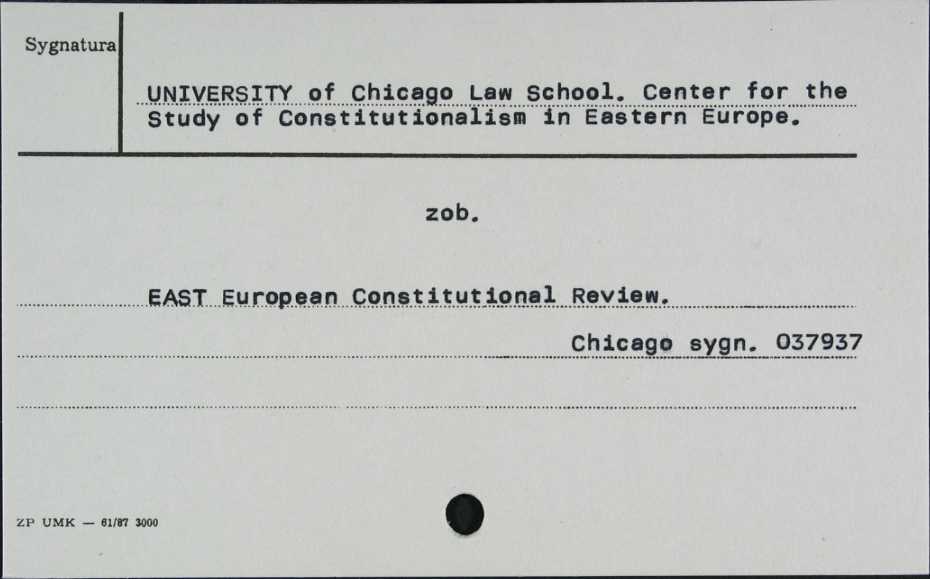 Sygnatura
UNIVERSITY of Chicago Law School. Center for the
Study of Constitutionalism in Eastern Europe.
zob.
EAST European Constitutional Review.
Chicago sygn. 037937
ZP UMK — 61/87 3000